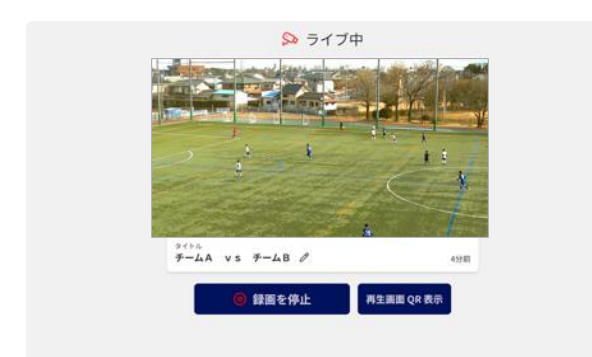 ライブ中
タイトル
チームA vs チームB
4分前
録画を停止
再生画面 QR 表示